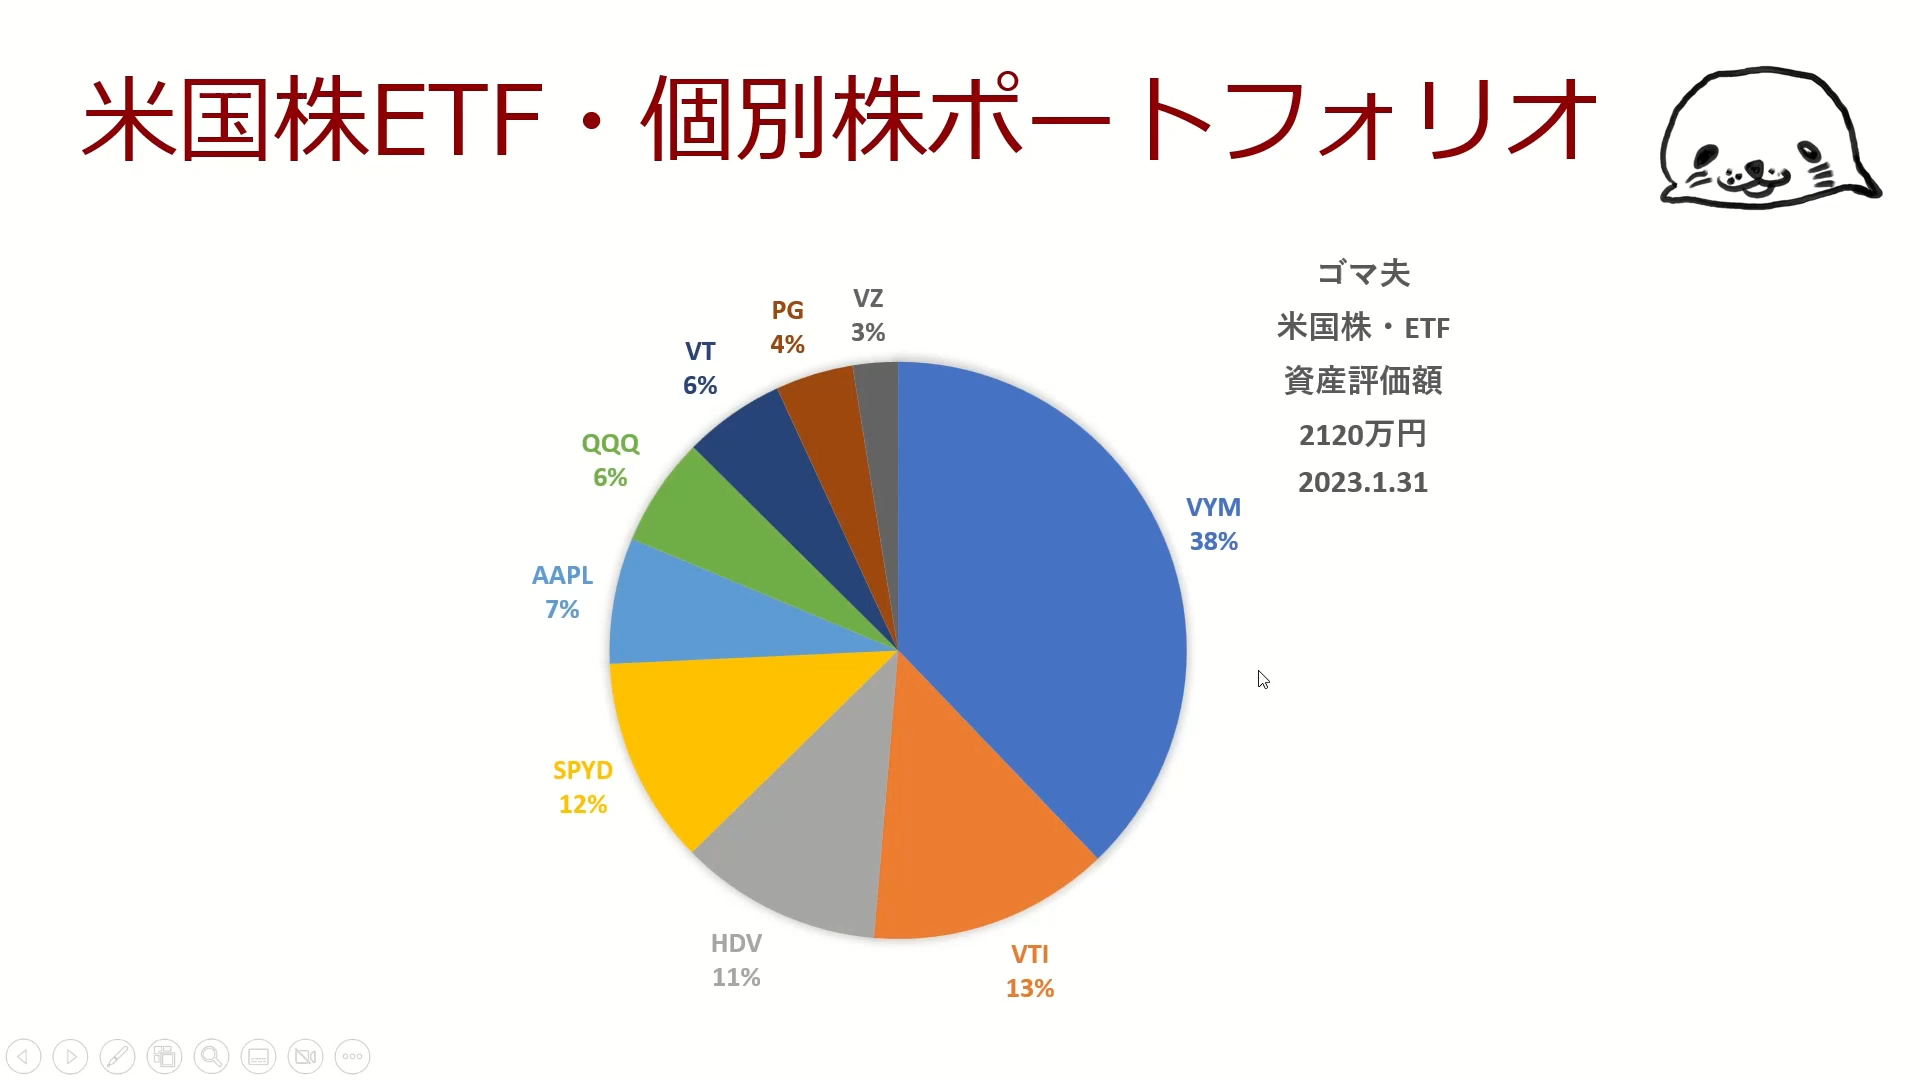 米国株ETF・個別株ポートフォリオ
ゴマ夫
米国株・ETF
資産評価額
2120万円
2023.1.31
VYM
38%
VTI
13%
HDV
11%
SPYD
12%
AAPL
7%
QQQ
6%
VT
6%
PG
4%
VZ
3%